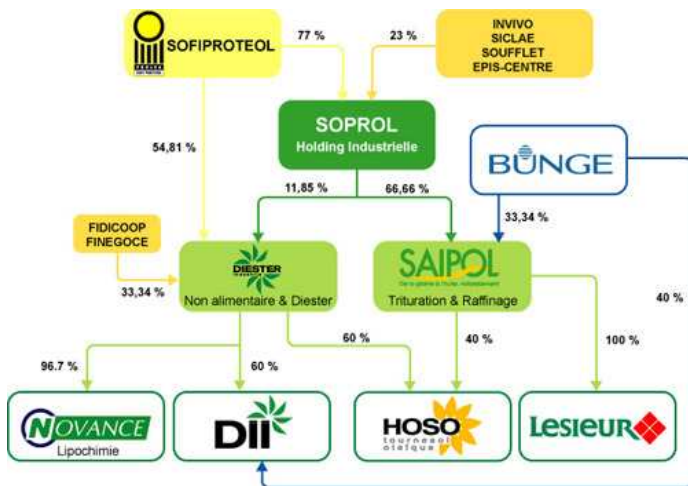 SOFIPROTEOL
77 %
23 %
INVIVO
SICLAE
SOUFFLET
EPIS-CENTRE
SOPROL
Holding Industrielle
BUNGE
54,81 %
11,85 %
66,66 %
33,34 %
FIDICOOP
FINEGOCE
33,34 %
DIESTER
Non alimentaire & Diester
SAIPOL
Trituration & Raffinage
40 %
96.7 %
60 %
60 %
40 %
100 %
NOVANCE
Lipochimie
DII
HOSO
tournesol
oléique
Lesieur